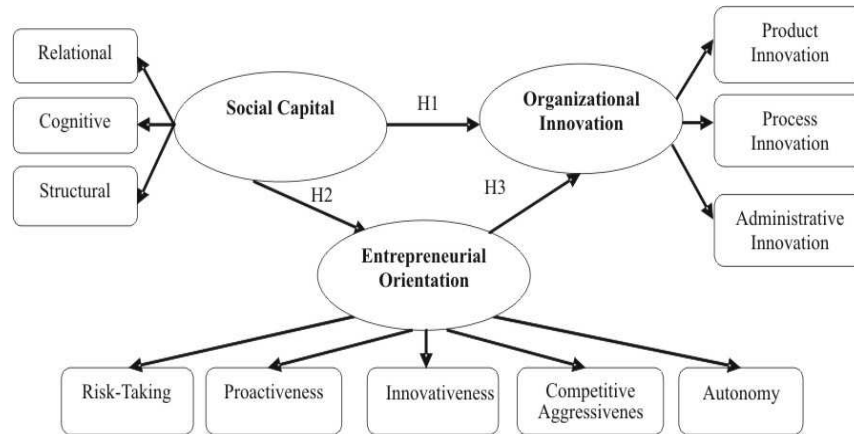 Relational
Cognitive
Structural
Social Capital
H1
Organizational
Innovation
Product
Innovation
Process
Innovation
Administrative
Innovation
H2
H3
Entrepreneurial
Orientation
Risk-Taking
Proactiveness
Innovativeness
Competitive
Aggressivenes
Autonomy